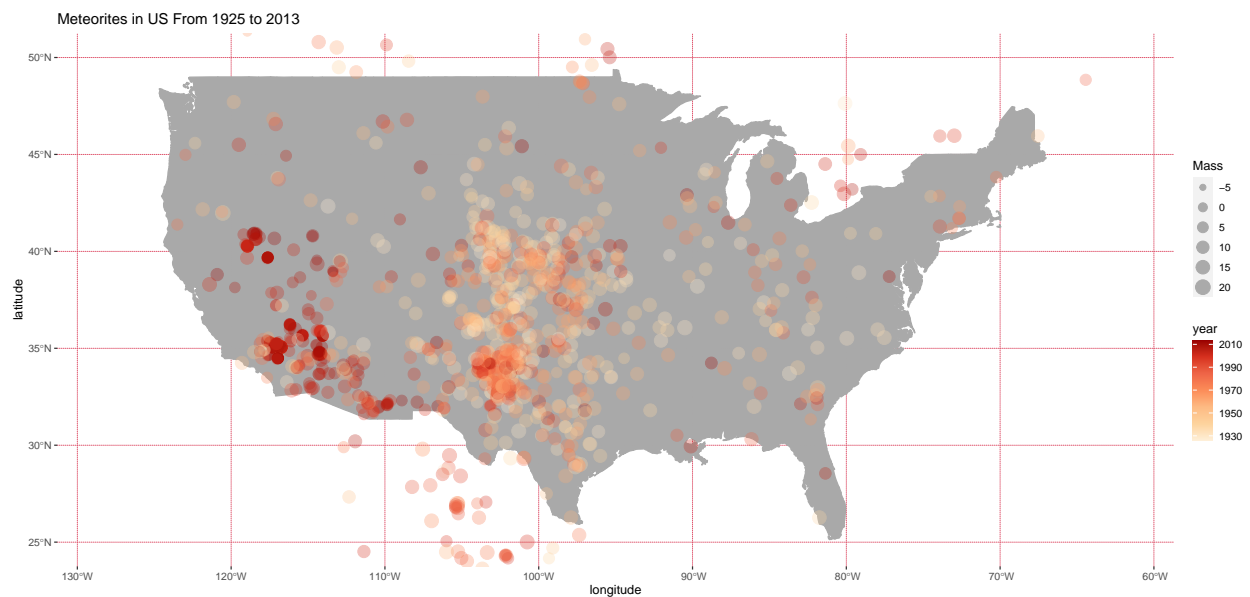 Meteorites in US From 1925 to 2013
latitude
50°N
45°N
40°N
35°N
30°N
25°N
130°W 120°W 110°W 100°W 90°W 80°W 70°W 60°W
longitude
Mass
−5
0
5
10
15
20
year
2010
1990
1970
1950
1930